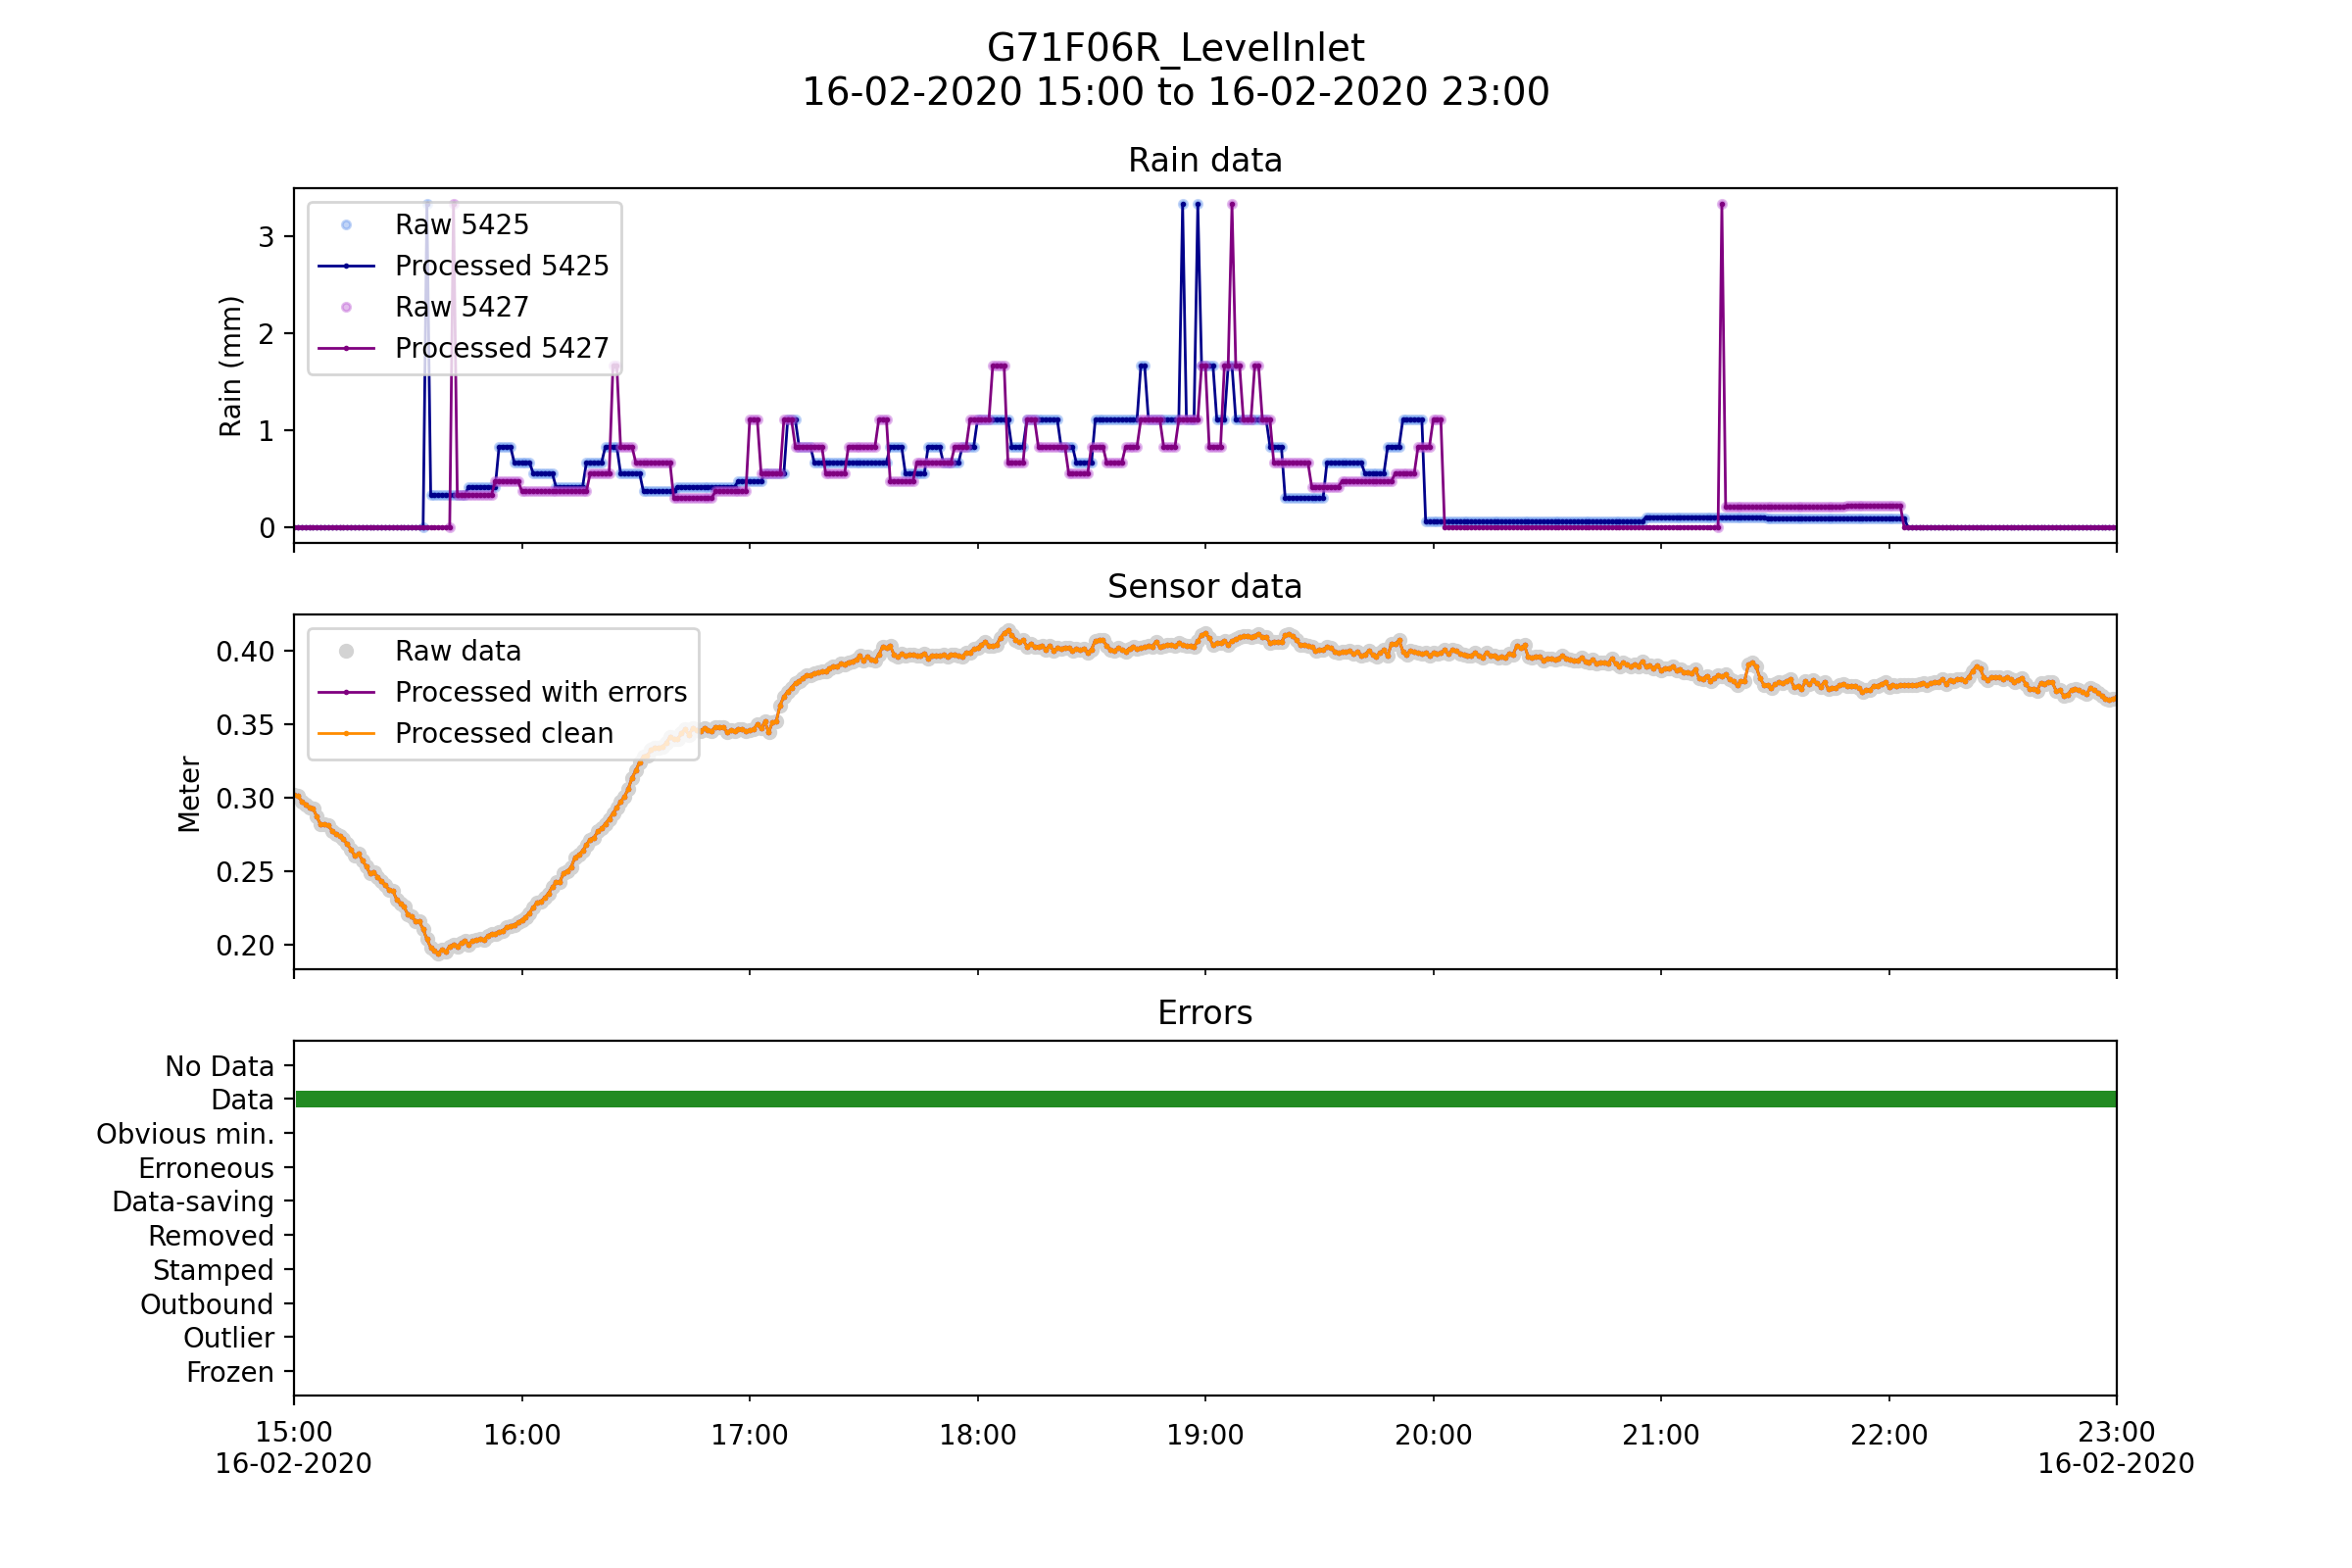 G71F06R_LevelInlet
16-02-2020 15:00 to 16-02-2020 23:00
Rain data
Rain (mm)
3
2
1
0
Raw 5425
Processed 5425
Raw 5427
Processed 5427
Sensor data
Meter
0.40
0.35
0.30
0.25
0.20
Raw data
Processed with errors
Processed clean
Errors
No Data
Data
Obvious min.
Erroneous
Data-saving
Removed
Stamped
Outbound
Outlier
Frozen
15:00 16:00 17:00 18:00 19:00 20:00 21:00 22:00 23:00
16-02-2020 16-02-2020